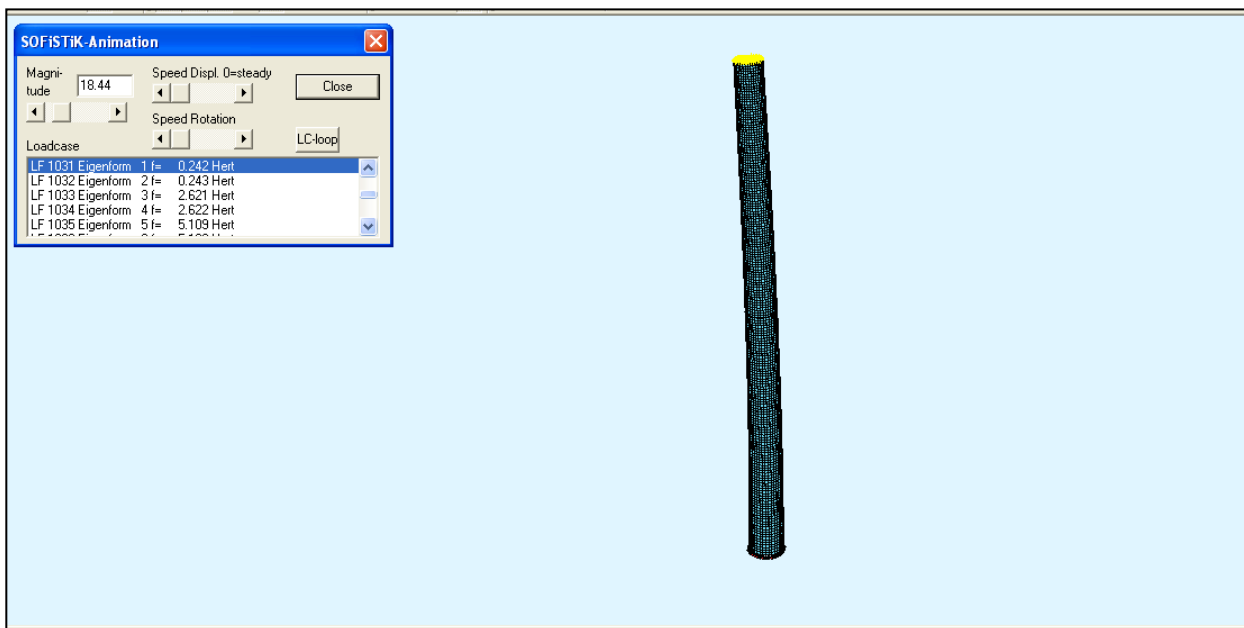 SOFiSTiK-Animation
Magni-
tude
18.44
Speed Displ. 0=steady
Close
Speed Rotation
LC-loop
Loadcase
LF 1031 Eigenform 1 f= 0.242 Hert
LF 1032 Eigenform 2 f= 0.243 Hert
LF 1033 Eigenform 3 f= 2.621 Hert
LF 1034 Eigenform 4 f= 2.622 Hert
LF 1035 Eigenform 5 f= 5.109 Hert